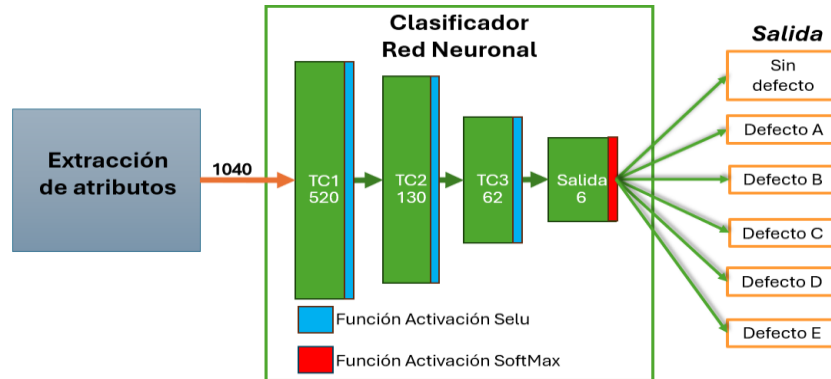 Clasificador
Red Neuronal
Salida
Extracción
de atributos
1040
TC1
520
TC2
130
TC3
62
Salida
6
Sin
defecto
Defecto A
Defecto B
Defecto C
Defecto D
Defecto E
Función Activación Selu
Función Activación SoftMax